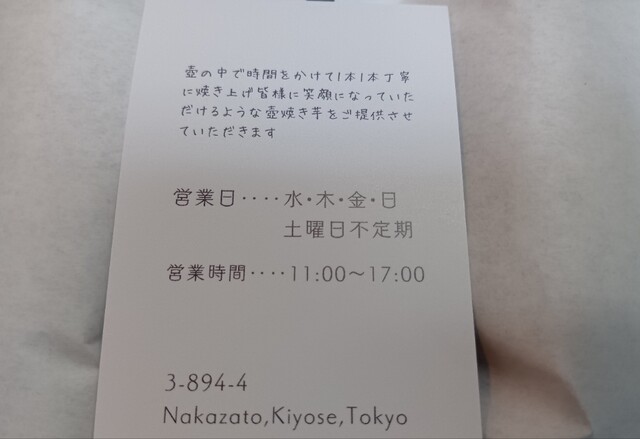 壺の中で時間をかけて1本1本丁寧
に焼き上げ皆様に笑顔になっていた
だけるような壺焼き芋をご提供させ
ていただきます
営業日････水・木・金・日
土曜日不定期
営業時間････11:00～17:00
3-894-4
Nakazato,Kiyose,Tokyo